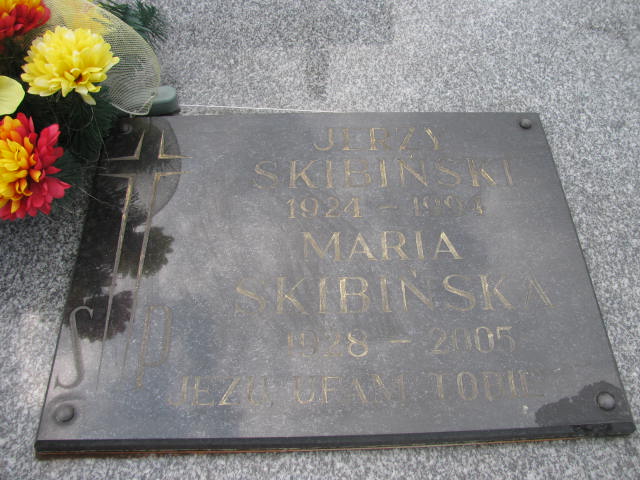 JERZY
SKIBIŃSKI
1924 – 1994
MARIA
SKIBIŃSKA
1928 – 2005
ś p
JEZU, UFAM TOBIE